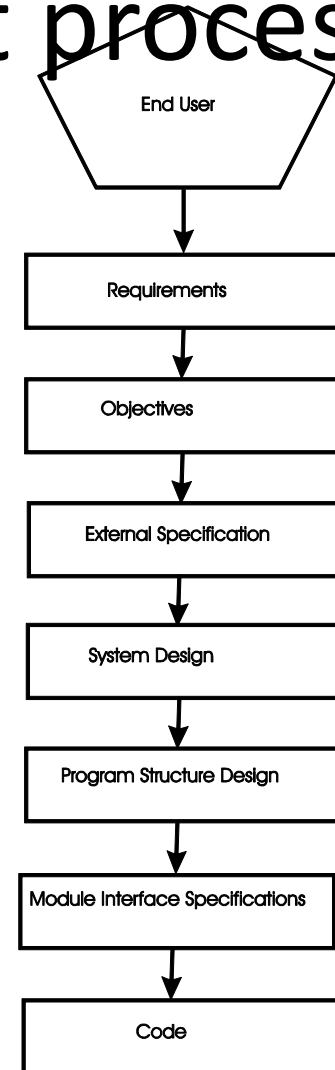 t proces
End User
Requirements
Objectives
External Specification
System Design
Program Structure Design
Module Interface Specifications
Code